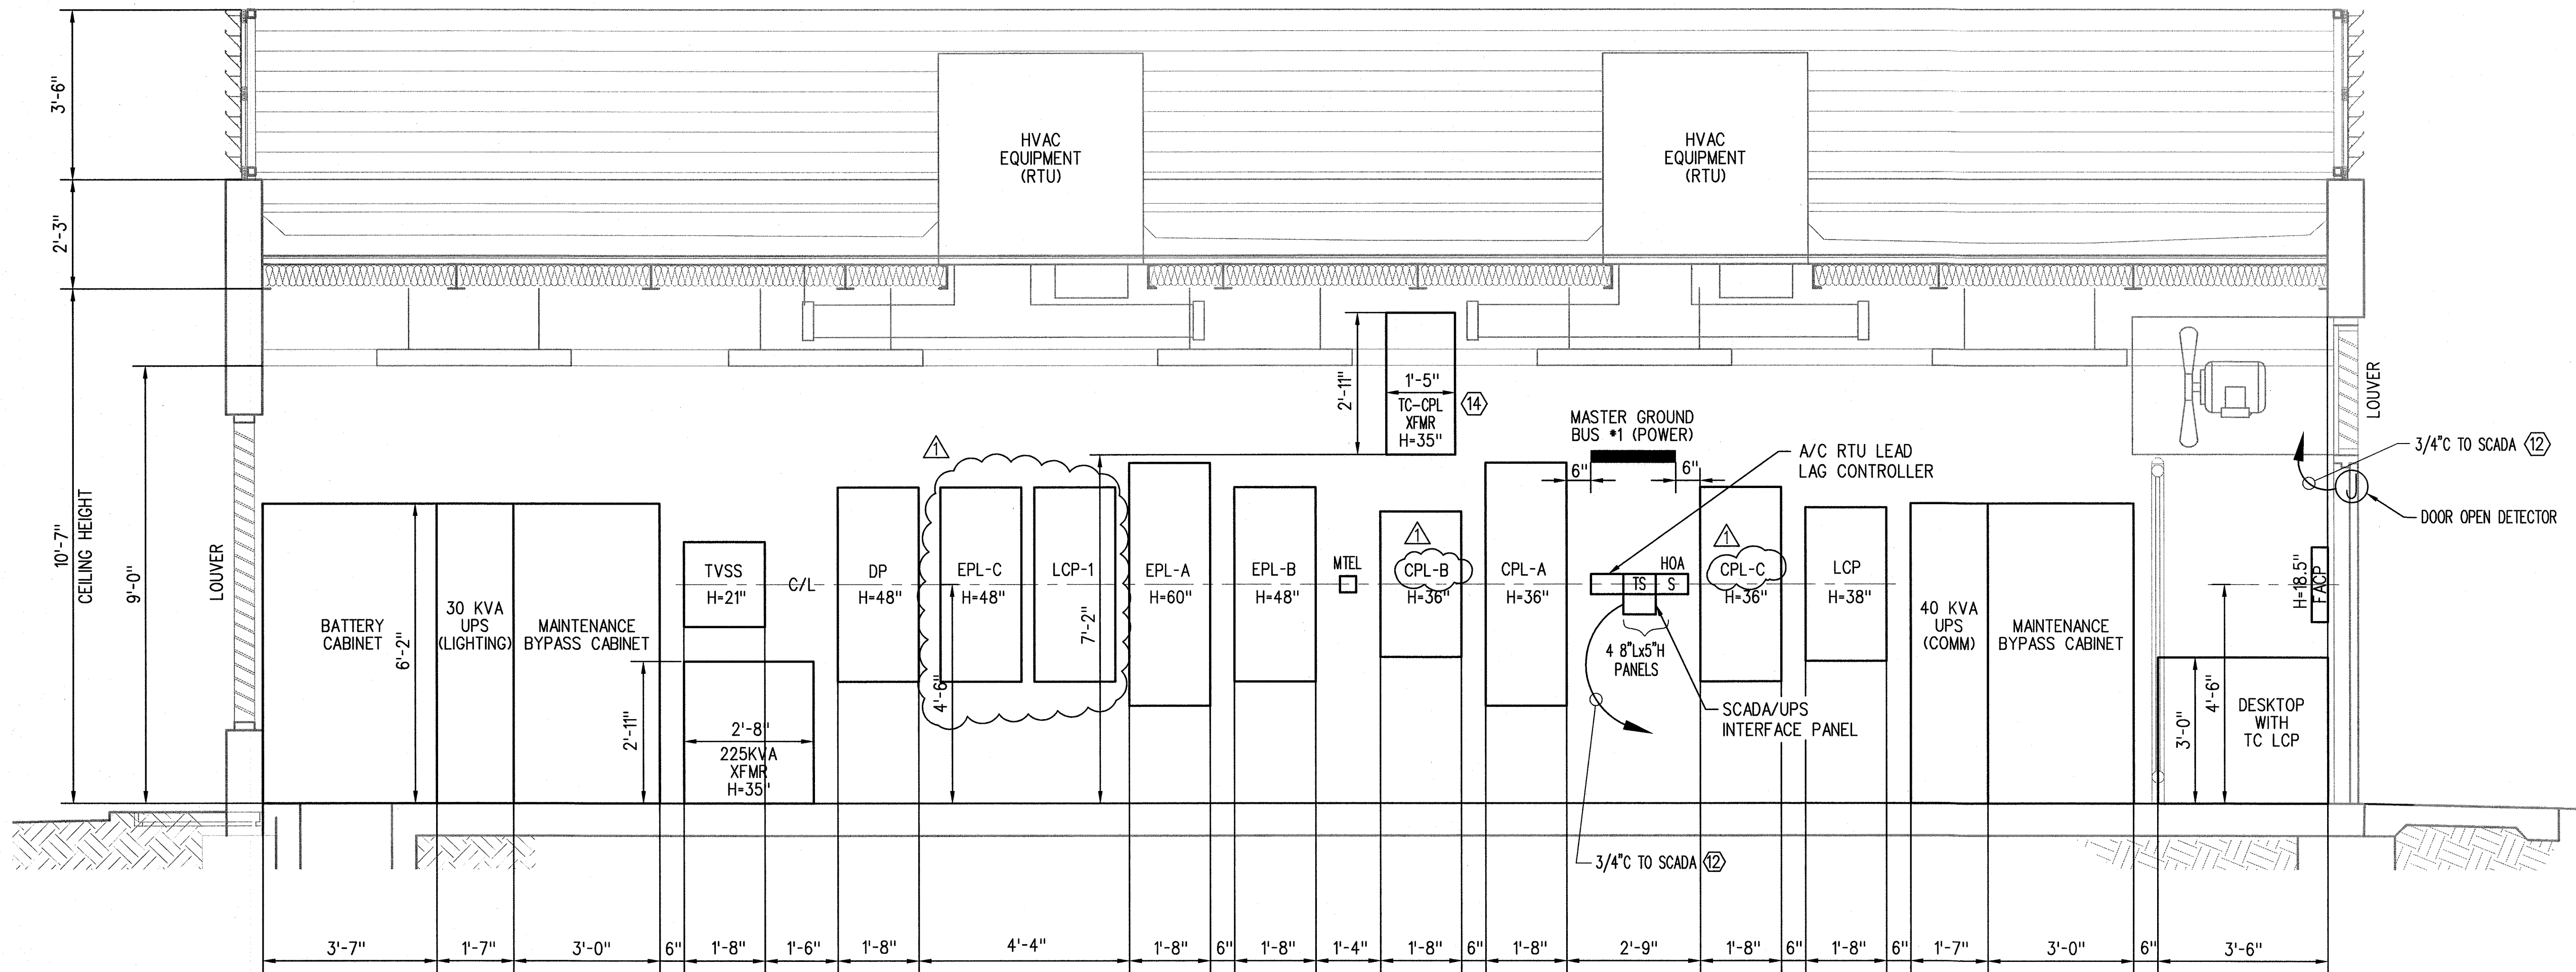 3'-6"
HVAC
EQUIPMENT
(RTU)
HVAC
EQUIPMENT
(RTU)
2'-3"
10'-7"
CEILING HEIGHT
9'-0"
LOUVER
2'-11"
1'-5"
TC-CPL
XFMR
H=35"
14
MASTER GROUND
BUS #1 (POWER)
6"
6"
A/C RTU LEAD
LAG CONTROLLER
LOUVER
3/4"C TO SCADA 12
J
DOOR OPEN DETECTOR
BATTERY
CABINET
30 KVA
UPS
(LIGHTING)
6'-2"
MAINTENANCE
BYPASS CABINET
TVSS
H=21"
C/L
2'-11"
2'-8"
225KVA
XFMR
H=35"
DP
H=48"
1
EPL-C
H=48"
4'-6"
LCP-1
7'-2"
EPL-A
H=60"
EPL-B
H=48"
MTEL
1
CPL-B
H=36"
CPL-A
H=36"
HOA
TS
S
4 8"Lx5"H
PANELS
SCADA/UPS
INTERFACE PANEL
3/4"C TO SCADA 12
1
CPL-C
H=36"
LCP
H=38"
40 KVA
UPS
(COMM)
MAINTENANCE
BYPASS CABINET
H=18.5"
FACP
3'-0"
4'-6"
DESKTOP
WITH
TC LCP
3'-7" 1'-7" 3'-0" 6" 1'-8" 1'-6" 1'-8" 4'-4" 1'-8" 6" 1'-8" 1'-4" 1'-8" 6" 1'-8" 2'-9" 1'-8" 6" 1'-8" 6" 1'-7" 3'-0" 6" 3'-6"